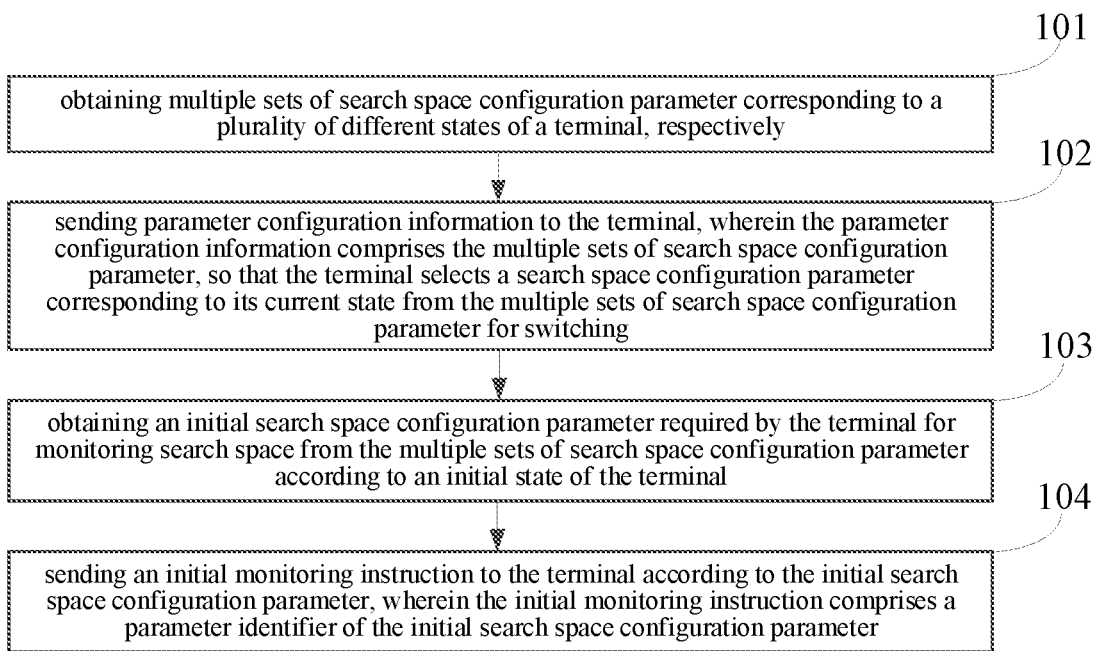 101
obtaining multiple sets of search space configuration parameter corresponding to a
plurality of different states of a terminal, respectively
102
sending parameter configuration information to the terminal, wherein the parameter
configuration information comprises the multiple sets of search space configuration
parameter, so that the terminal selects a search space configuration parameter
corresponding to its current state from the multiple sets of search space configuration
parameter for switching
103
obtaining an initial search space configuration parameter required by the terminal for
monitoring search space from the multiple sets of search space configuration parameter
according to an initial state of the terminal
104
sending an initial monitoring instruction to the terminal according to the initial search
space configuration parameter, wherein the initial monitoring instruction comprises a
parameter identifier of the initial search space configuration parameter